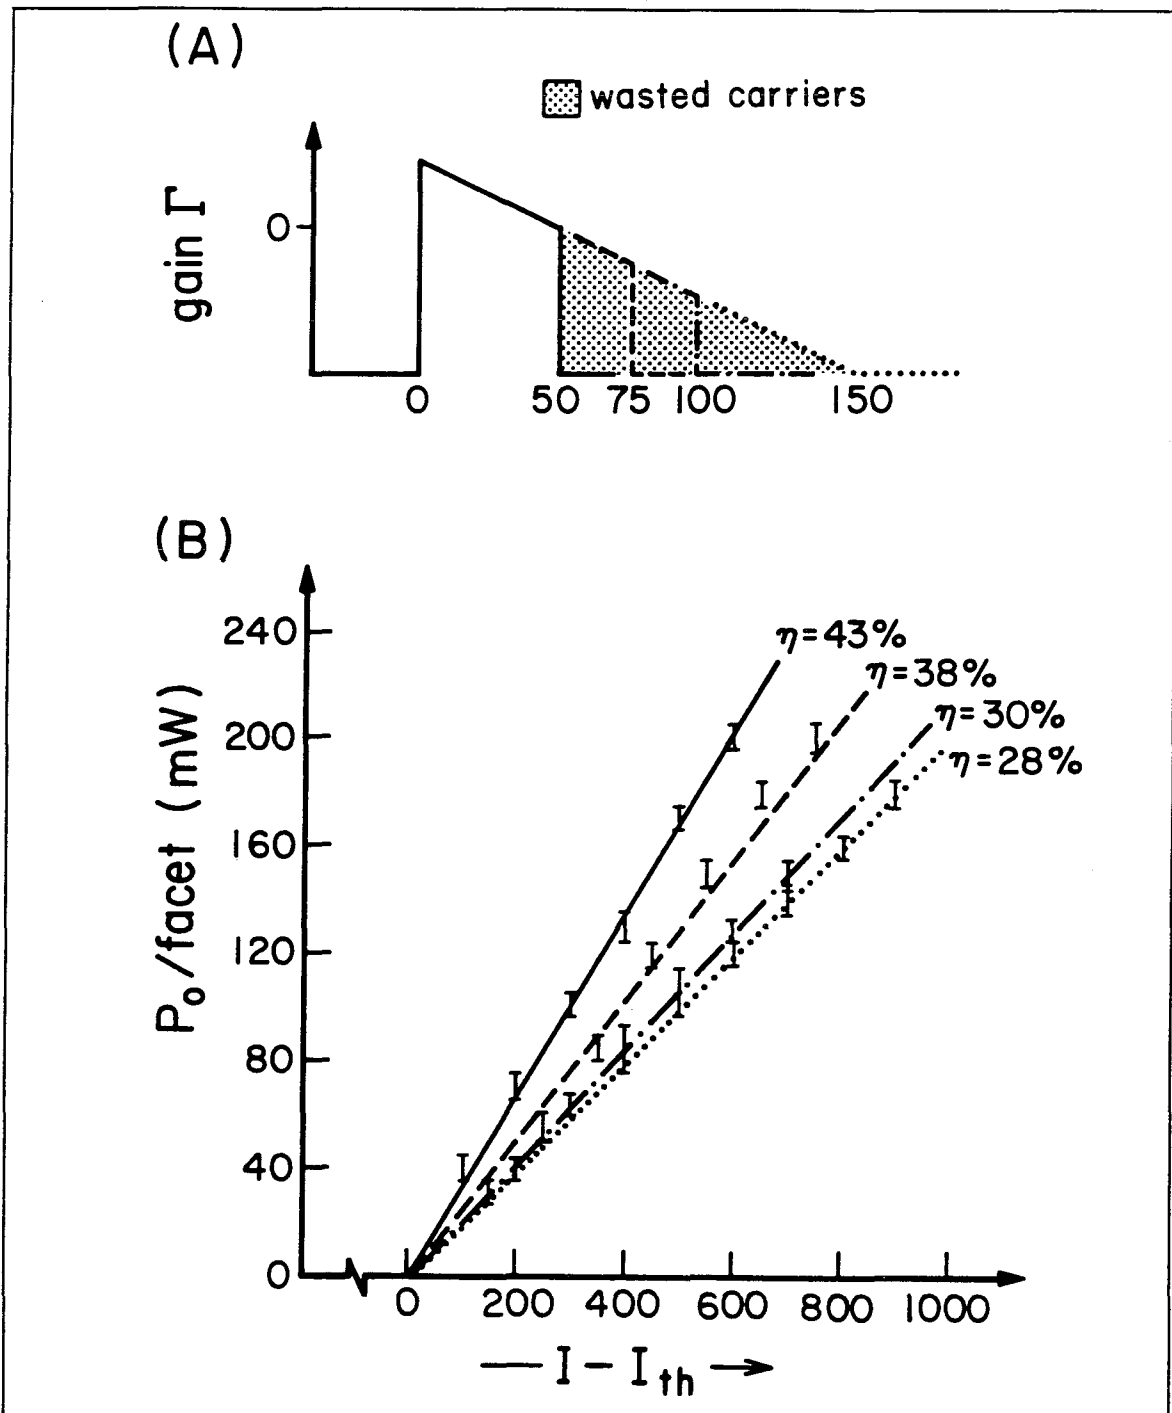 (A)
wasted carriers
gain Γ
0
0 50 75 100 150
(B)
P₀/facet (mW)
240
200
160
120
80
40
0
η=43%
η=38%
η=30%
η=28%
0 200 400 600 800 1000
I - I_th